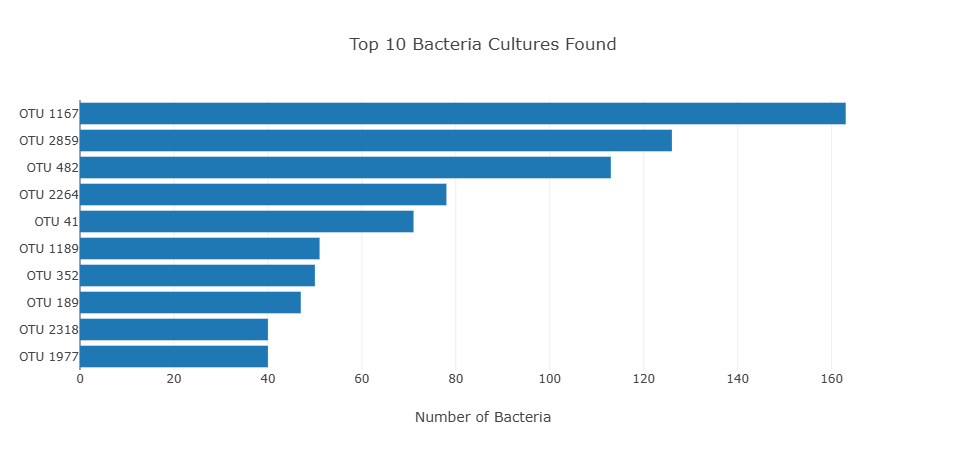 Top 10 Bacteria Cultures Found
OTU 1167
OTU 2859
OTU 482
OTU 2264
OTU 41
OTU 1189
OTU 352
OTU 189
OTU 2318
OTU 1977
0 20 40 60 80 100 120 140 160
Number of Bacteria